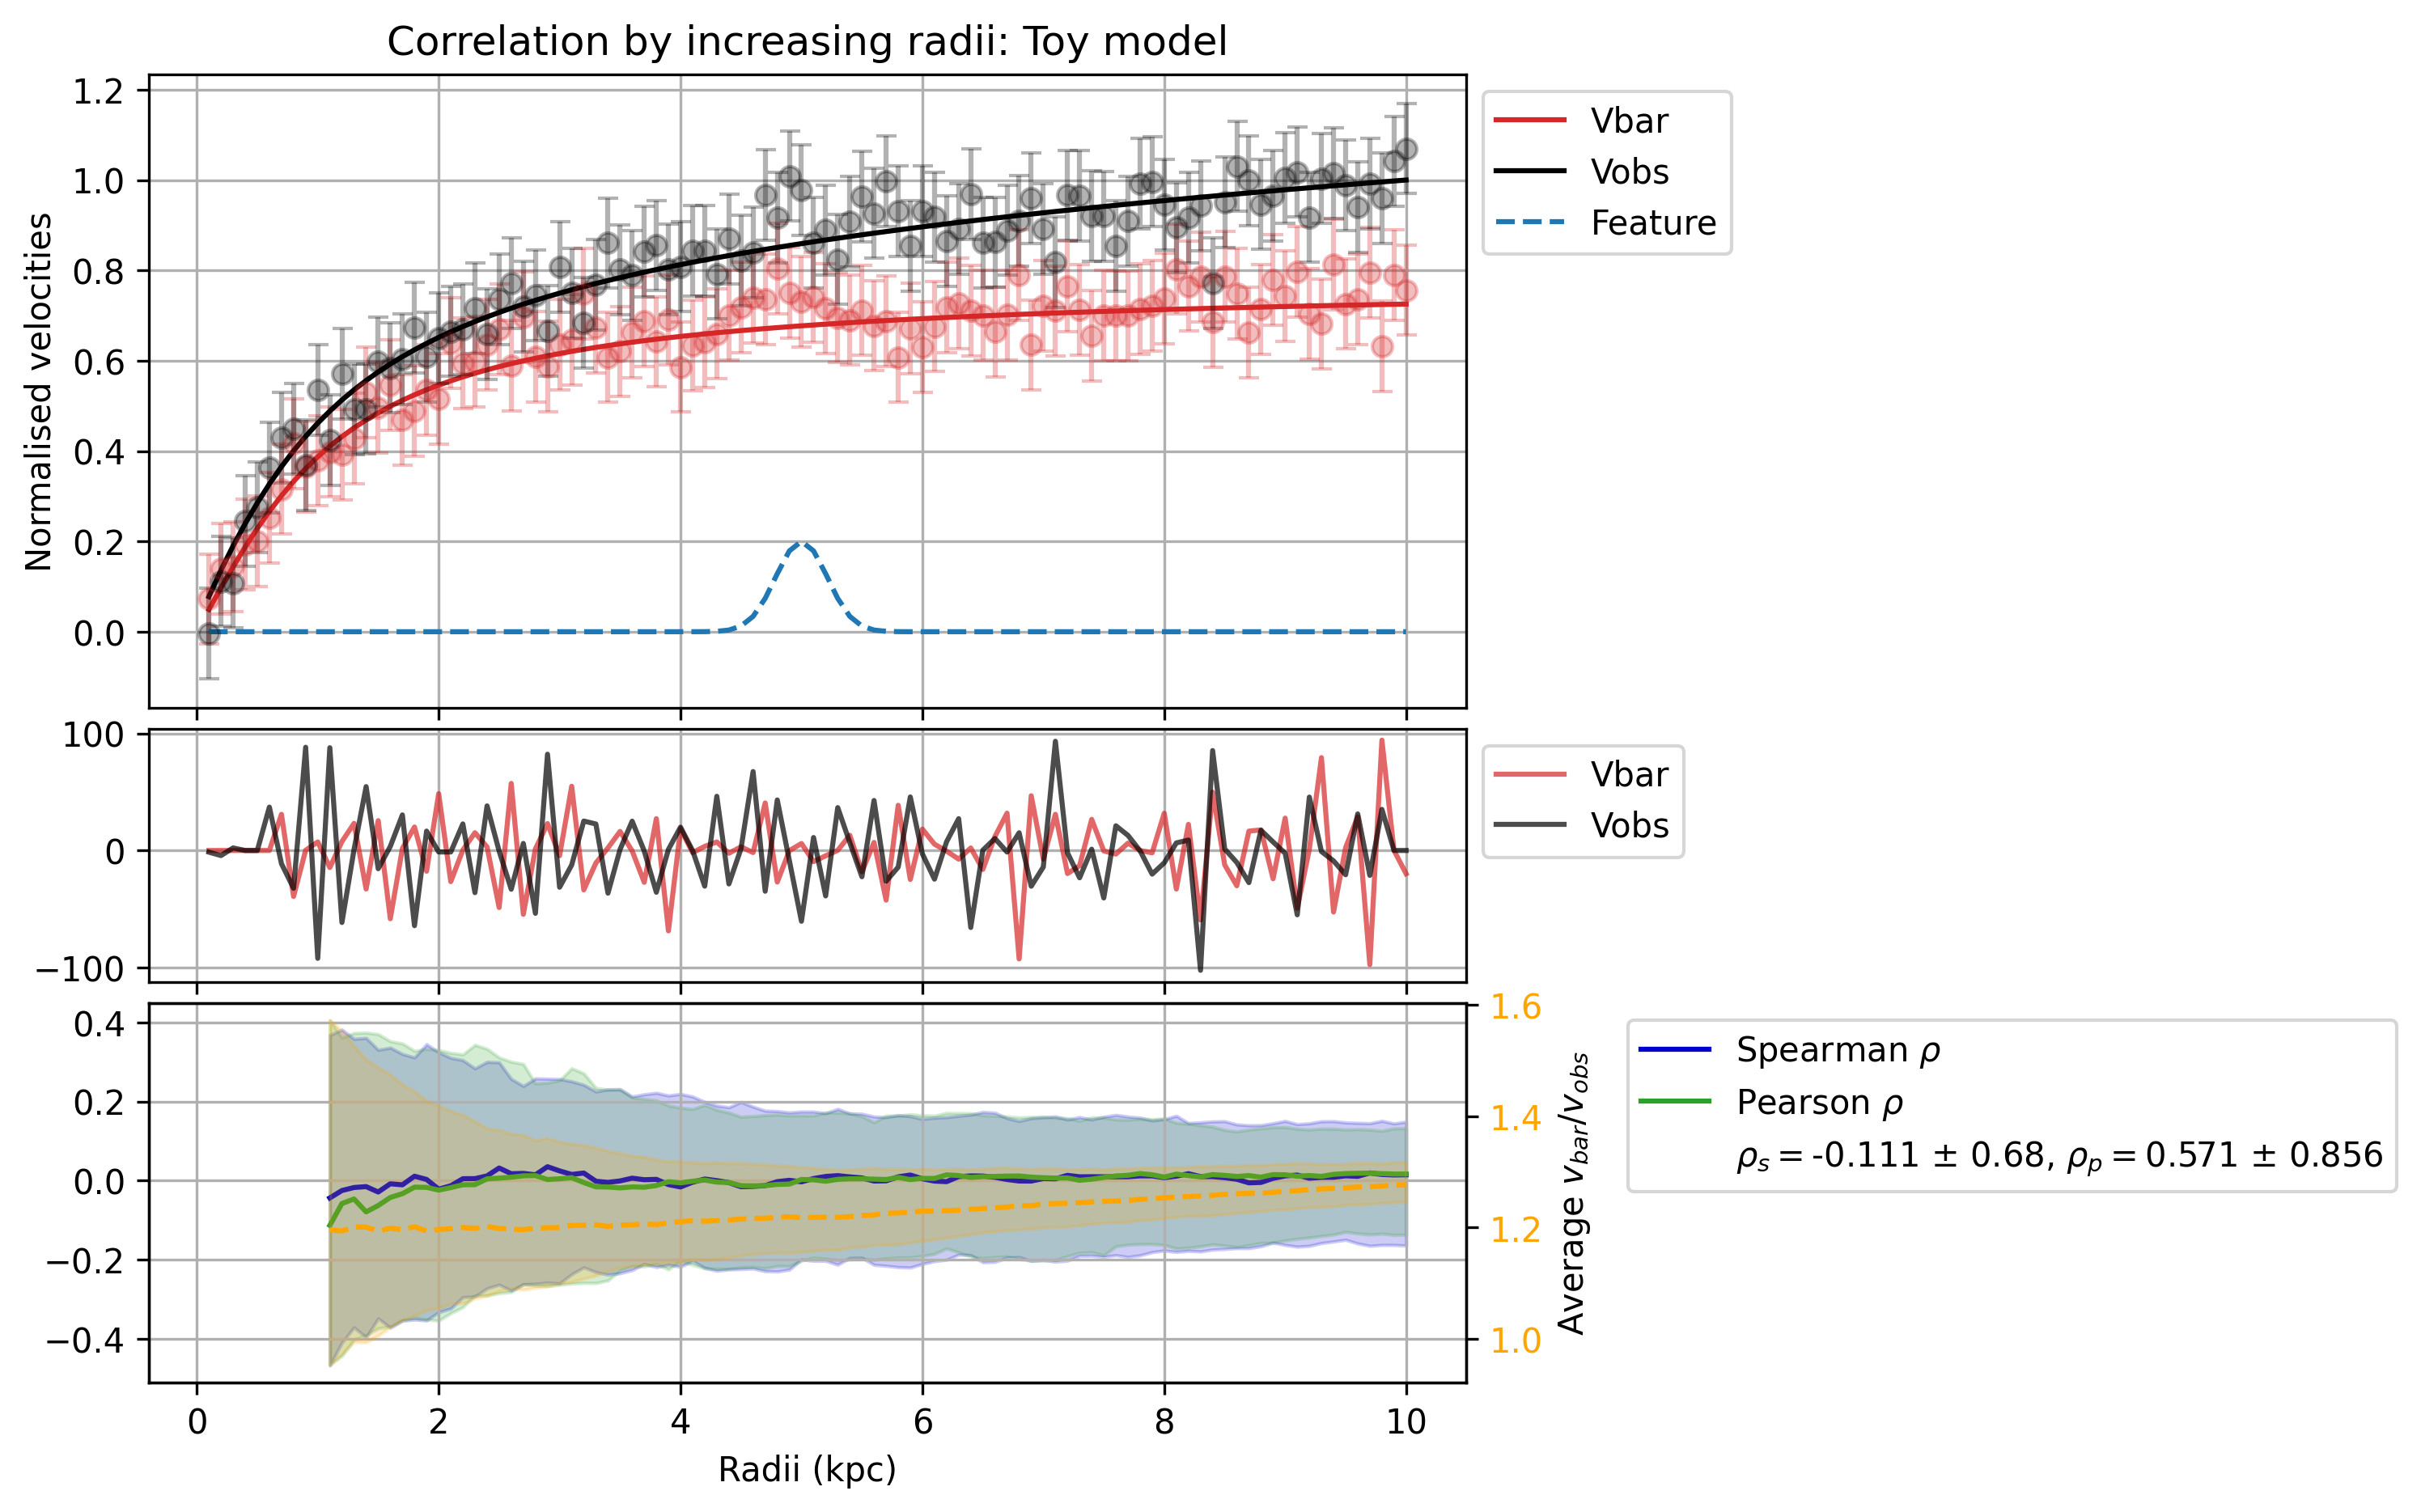 Correlation by increasing radii: Toy model
Normalised velocities
1.2
1.0
0.8
0.6
0.4
0.2
0.0
Vbar
Vobs
Feature
100
0
−100
Vbar
Vobs
0.4
0.2
0.0
−0.2
−0.4
1.6
1.4
1.2
1.0
Average v_bar/v_obs
Spearman ρ
Pearson ρ
ρ_s = -0.111 ± 0.68, ρ_p = 0.571 ± 0.856
0 2 4 6 8 10
Radii (kpc)